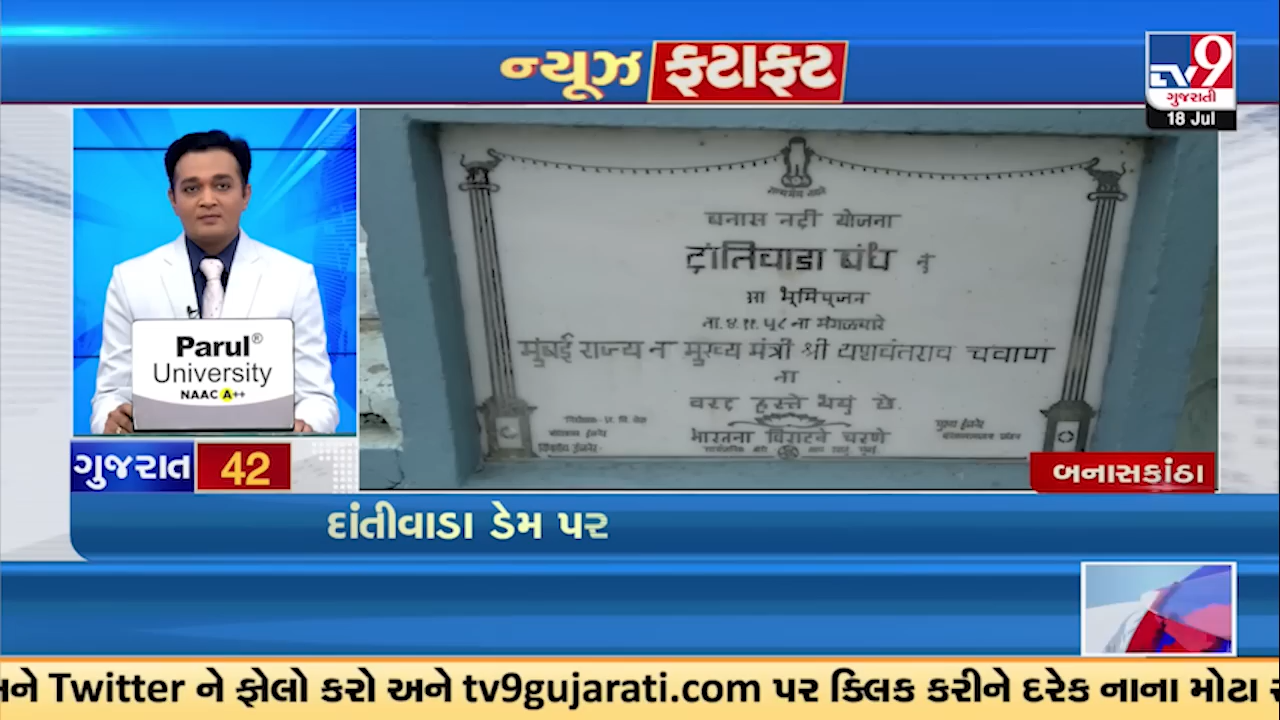 ન્યૂઝ ફટાફટ
TV9
ગુજરાતી
18 Jul
बनास नदी योजना
दांतिवाडा बंध नुं
आ भूमिपूजन
ता. ४.११.५८ ना मंगळवारे
मुंबई राज्य न मुख्य मंत्री श्री यशवंतराव चवाण
ना
वरद हस्ते थयुं छे.
भारतना विराटने चरणे
Parul®
University
NAAC A++
ગુજરાત 42
બનાસકાંઠા
દાંતીવાડા ડેમ પર
અને Twitter ને ફોલો કરો અને tv9gujarati.com પર ક્લિક કરીને દરેક નાના મોટા